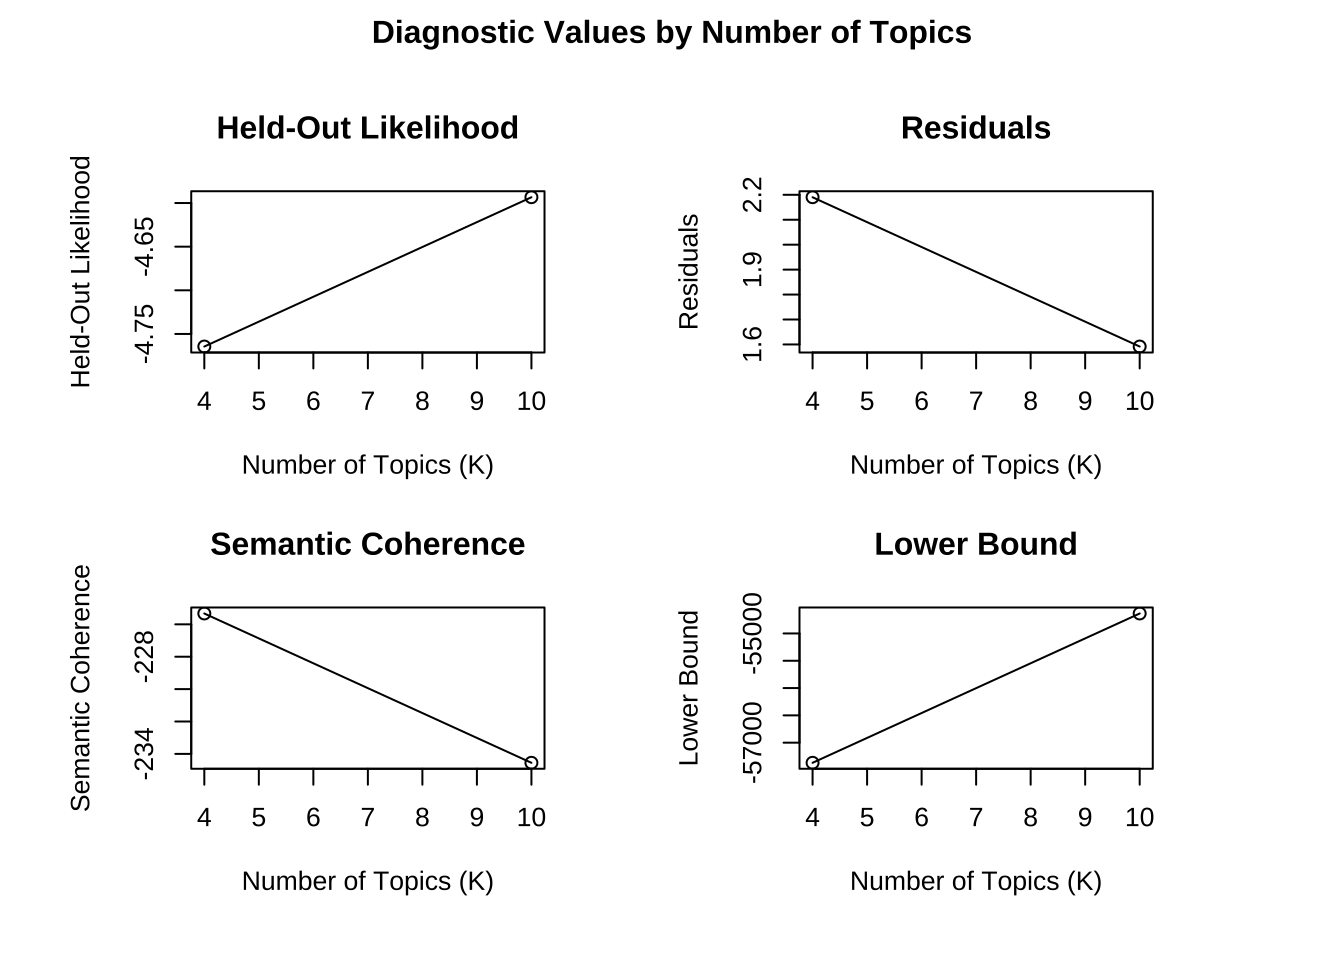 Diagnostic Values by Number of Topics
Held-Out Likelihood
Held-Out Likelihood
-4.65
-4.75
4 5 6 7 8 9 10
Number of Topics (K)
Residuals
Residuals
2.2
1.9
1.6
4 5 6 7 8 9 10
Number of Topics (K)
Semantic Coherence
Semantic Coherence
-228
-234
4 5 6 7 8 9 10
Number of Topics (K)
Lower Bound
Lower Bound
-55000
-57000
4 5 6 7 8 9 10
Number of Topics (K)